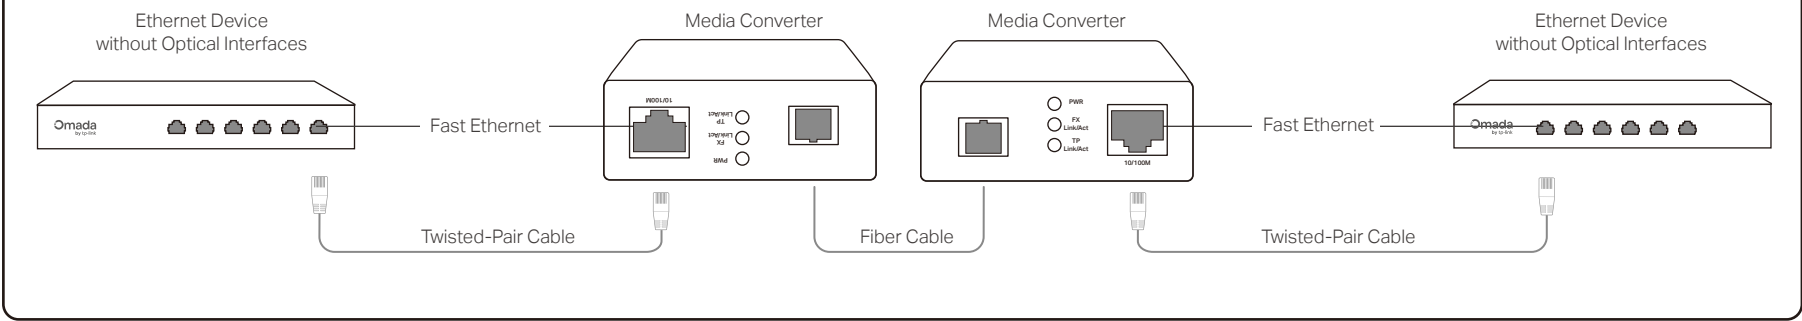 Ethernet Device
without Optical Interfaces
Media Converter
Media Converter
Ethernet Device
without Optical Interfaces
Omada
by tp-link
Fast Ethernet
10/100M
TP
Link/Act
FX
Link/Act
PWR
PWR
FX
Link/Act
TP
Link/Act
10/100M
Fast Ethernet
Omada
by tp-link
Twisted-Pair Cable
Fiber Cable
Twisted-Pair Cable